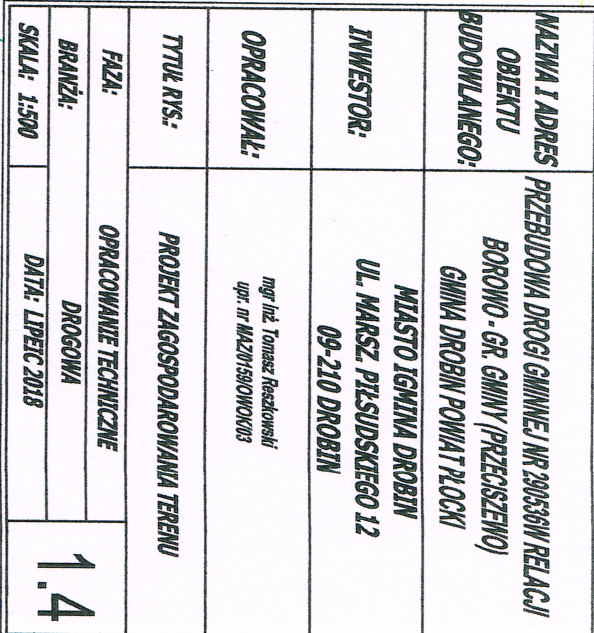 NAZWA I ADRES
OBIEKTU
BUDOWLANEGO:
PRZEBUDOWA DROGI GMINNEJ NR 290536W RELACJI
BOROWO - GR. GMINY (PRZECISZEWO)
GMINA DROBIN POWIAT PŁOCKI
INWESTOR:
MIASTO I GMINA DROBIN
UL. MARSZ. PIŁSUDSKIEGO 12
09-210 DROBIN
OPRACOWAŁ:
mgr inż. Tomasz Reszkowski
upr. nr MAZ/0159/OWOK/03
TYTUŁ RYS.:
PROJEKT ZAGOSPODAROWANIA TERENU
FAZA:
OPRACOWANIE TECHNICZNE
BRANŻA:
DROGOWA
SKALA: 1:500
DATA: LIPIEC 2018
1.4